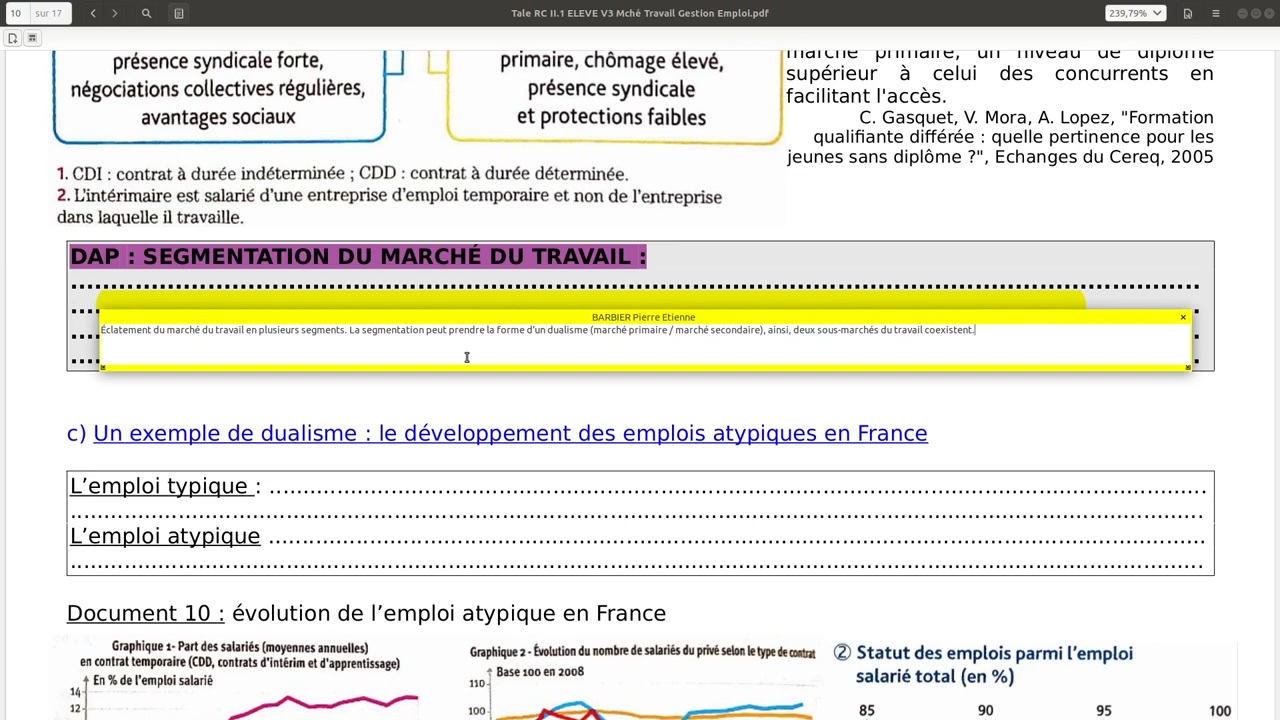 10 sur 17
Tale RC II.1 ELEVE V3 Mché Travail Gestion Emploi.pdf
239,79%
présence syndicale forte,
négociations collectives régulières,
avantages sociaux
primaire, chômage élevé,
présence syndicale
et protections faibles
marché primaire, un niveau de diplôme
supérieur à celui des concurrents en
facilitant l'accès.
C. Gasquet, V. Mora, A. Lopez, "Formation
qualifiante différée : quelle pertinence pour les
jeunes sans diplôme ?", Echanges du Cereq, 2005
1. CDI : contrat à durée indéterminée ; CDD : contrat à durée déterminée.
2. L'intérimaire est salarié d'une entreprise d'emploi temporaire et non de l'entreprise
dans laquelle il travaille.
DAP : SEGMENTATION DU MARCHÉ DU TRAVAIL :
BARBIER Pierre Etienne
Éclatement du marché du travail en plusieurs segments. La segmentation peut prendre la forme d'un dualisme (marché primaire / marché secondaire), ainsi, deux sous-marchés du travail coexistent.
c) Un exemple de dualisme : le développement des emplois atypiques en France
L'emploi typique :
L'emploi atypique
Document 10 : évolution de l'emploi atypique en France
Graphique 1- Part des salariés (moyennes annuelles)
en contrat temporaire (CDD, contrats d'intérim et d'apprentissage)
En % de l'emploi salarié
14
12
Graphique 2 - Évolution du nombre de salariés du privé selon le type de contrat
Base 100 en 2008
110
100
② Statut des emplois parmi l'emploi
salarié total (en %)
85 90 95 100